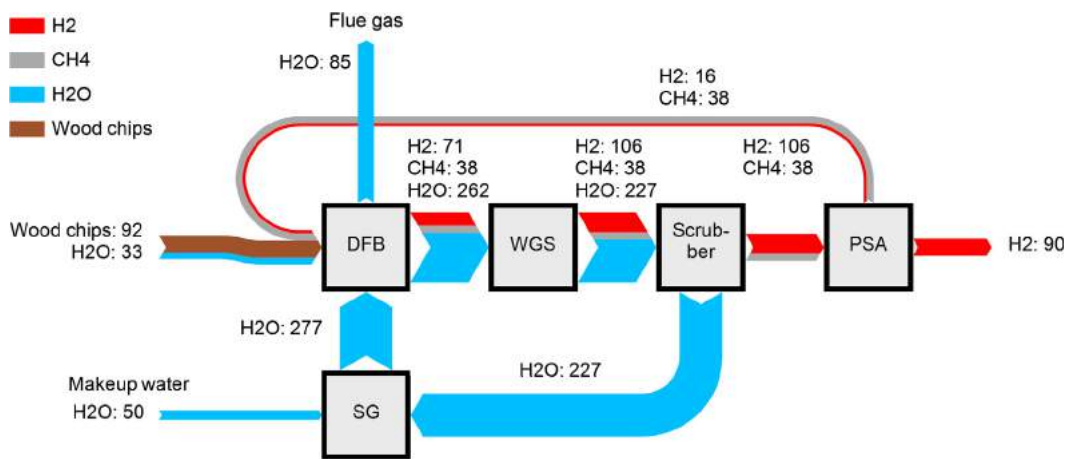 H2
CH4
H2O
Wood chips
Flue gas
H2O: 85
H2: 16
CH4: 38
H2: 71
CH4: 38
H2O: 262
H2: 106
CH4: 38
H2O: 227
H2: 106
CH4: 38
Wood chips: 92
H2O: 33
DFB
WGS
Scrub-
ber
PSA
H2: 90
H2O: 277
H2O: 227
Makeup water
H2O: 50
SG